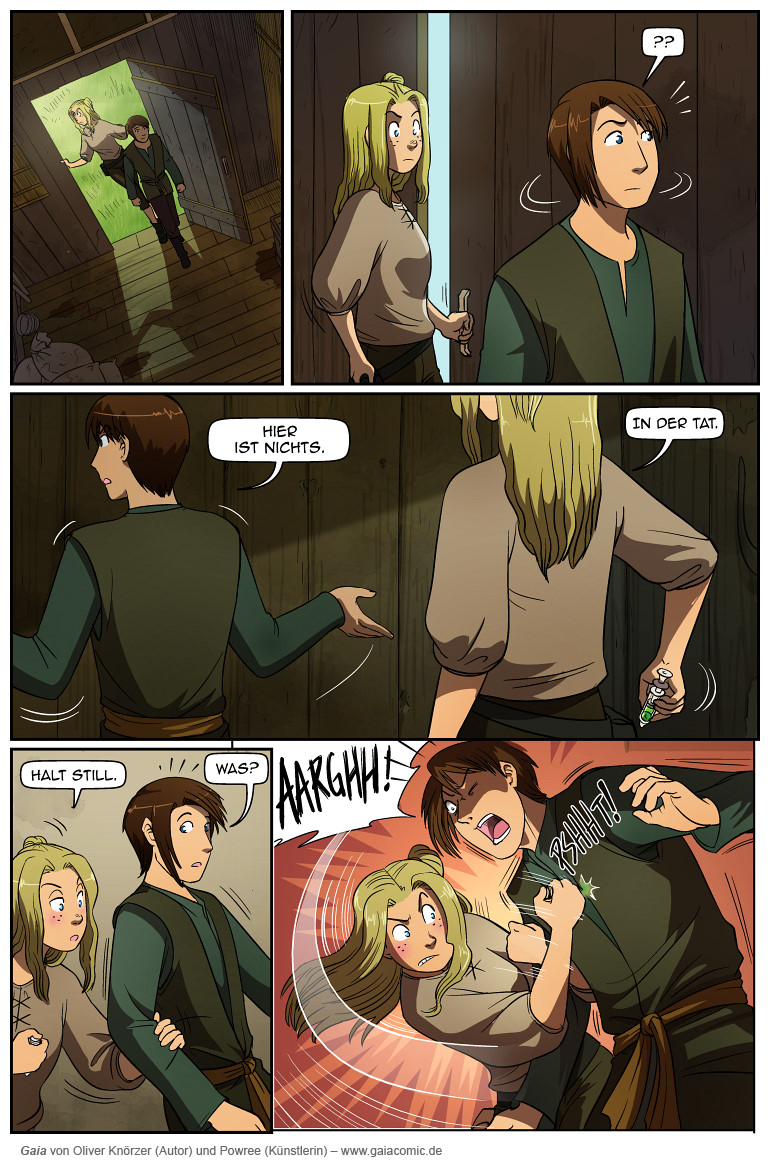 ??
HIER
IST NICHTS.
IN DER TAT.
HALT STILL.
WAS?
AARGHH!
PSHHT!
Gaia von Oliver Knörzer (Autor) und Powree (Künstlerin) – www.gaiacomic.de